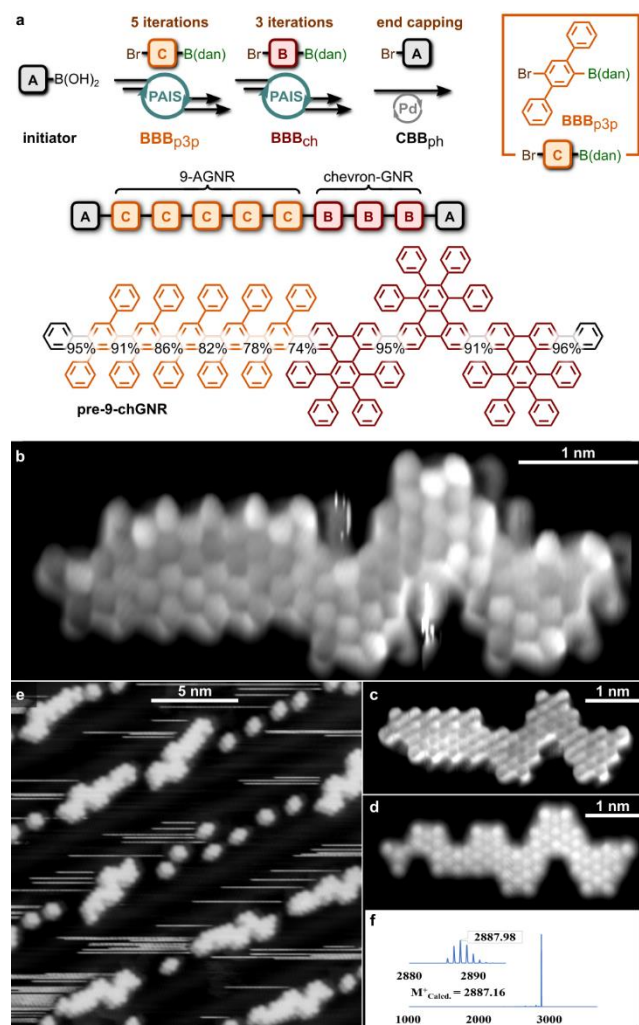 a
5 iterations 3 iterations end capping
Br C B(dan) Br B B(dan) Br A
A B(OH)2
PAIS PAIS Pd
initiator BBBp3p BBBch CBBph
Br B(dan)
BBBp3p
Br C B(dan)
9-AGNR chevron-GNR
A C C C C C B B B A
95% 91% 86% 82% 78% 74% 95% 91% 96%
pre-9-chGNR
b 1 nm
e 5 nm
c 1 nm
d 1 nm
f
2887.98
2880 2890
M+Calcd. = 2887.16
1000 2000 3000